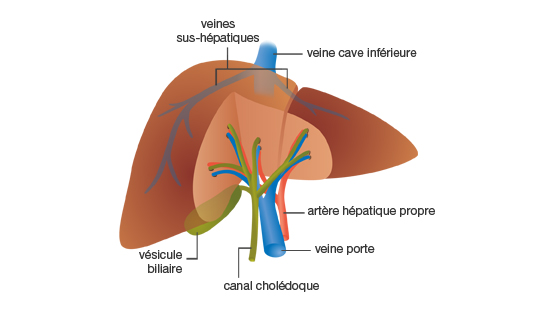 veines
sus-hépatiques
veine cave inférieure
artère hépatique propre
veine porte
vésicule
biliaire
canal cholédoque